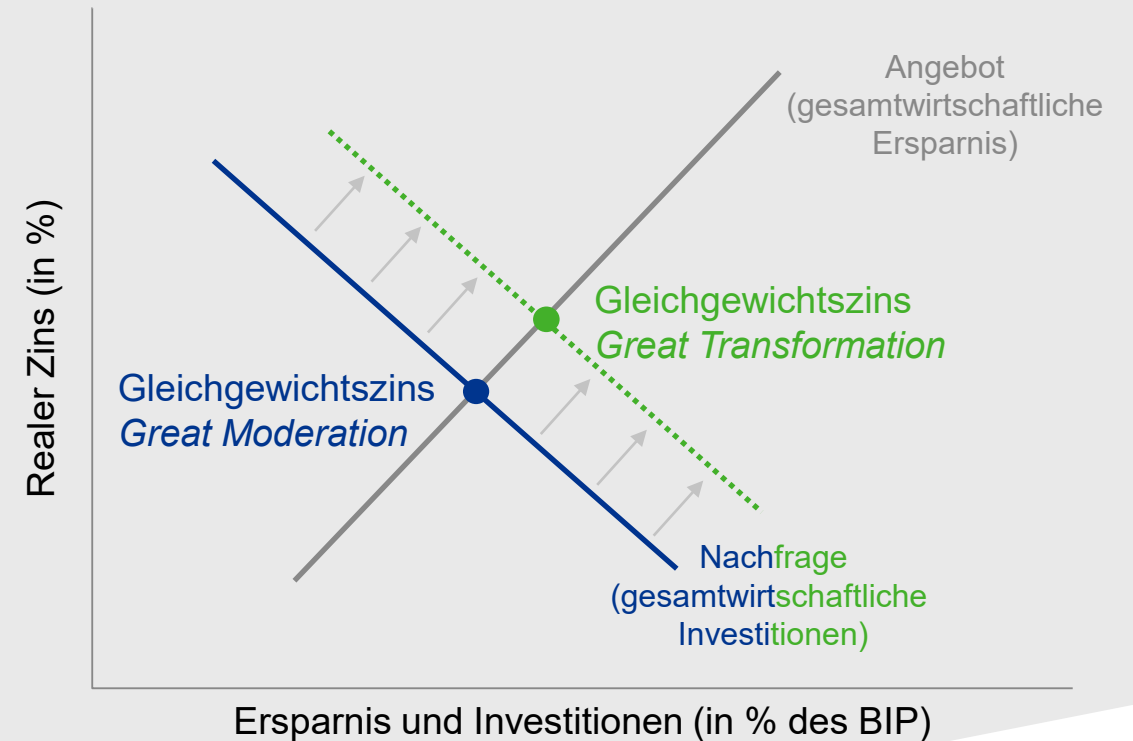 Realer Zins (in %)
Angebot
(gesamtwirtschaftliche
Ersparnis)
Gleichgewichtszins
Great Transformation
Gleichgewichtszins
Great Moderation
Nachfrage
(gesamtwirtschaftliche
Investitionen)
Ersparnis und Investitionen (in % des BIP)